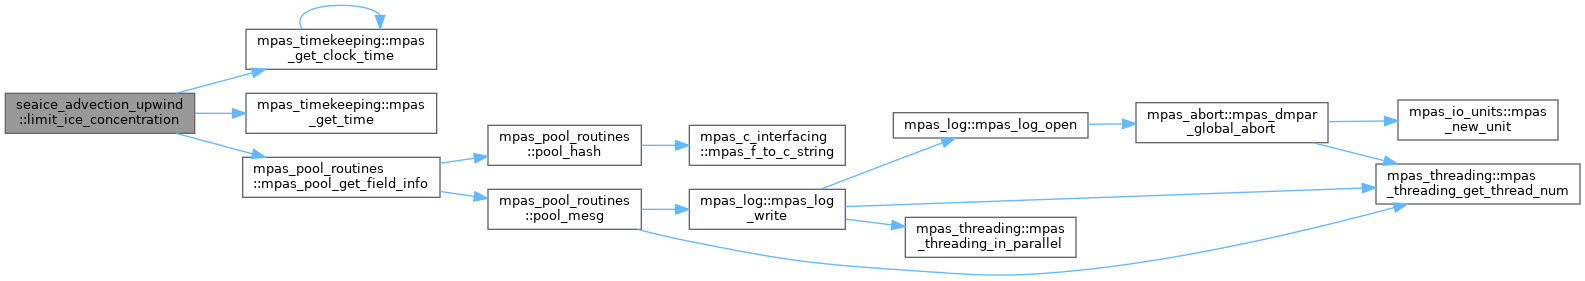 seaice_advection_upwind
::limit_ice_concentration
mpas_timekeeping::mpas
_get_clock_time
mpas_timekeeping::mpas
_get_time
mpas_pool_routines
::mpas_pool_get_field_info
mpas_pool_routines
::pool_hash
mpas_pool_routines
::pool_mesg
mpas_c_interfacing
::mpas_f_to_c_string
mpas_log::mpas_log
_write
mpas_log::mpas_log_open
mpas_threading::mpas
_threading_in_parallel
mpas_abort::mpas_dmpar
_global_abort
mpas_io_units::mpas
_new_unit
mpas_threading::mpas
_threading_get_thread_num